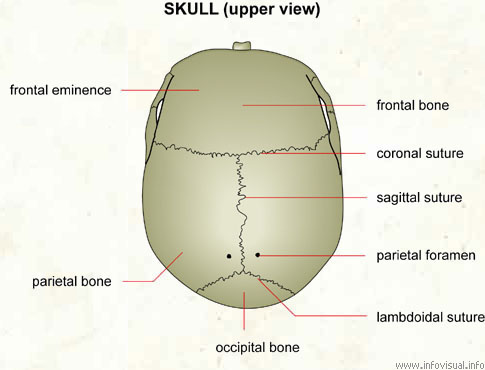 SKULL (upper view)
frontal eminence
frontal bone
coronal suture
sagittal suture
parietal foramen
parietal bone
lambdoidal suture
occipital bone
www.infovisual.info